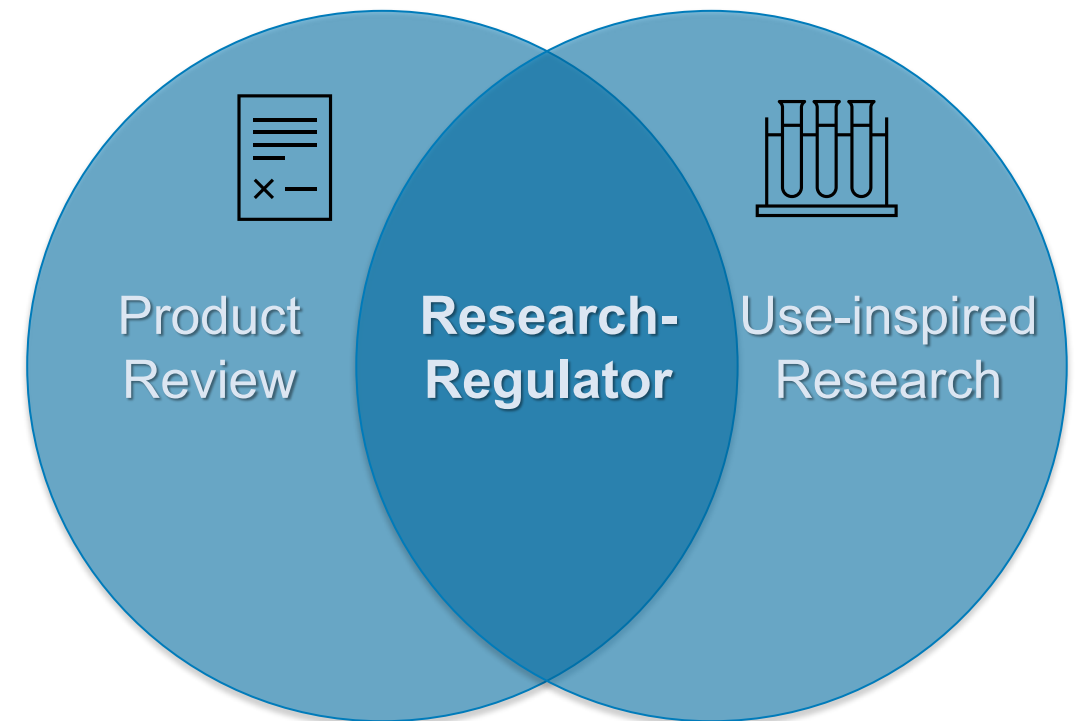 Product
Review
Research-
Regulator
Use-inspired
Research